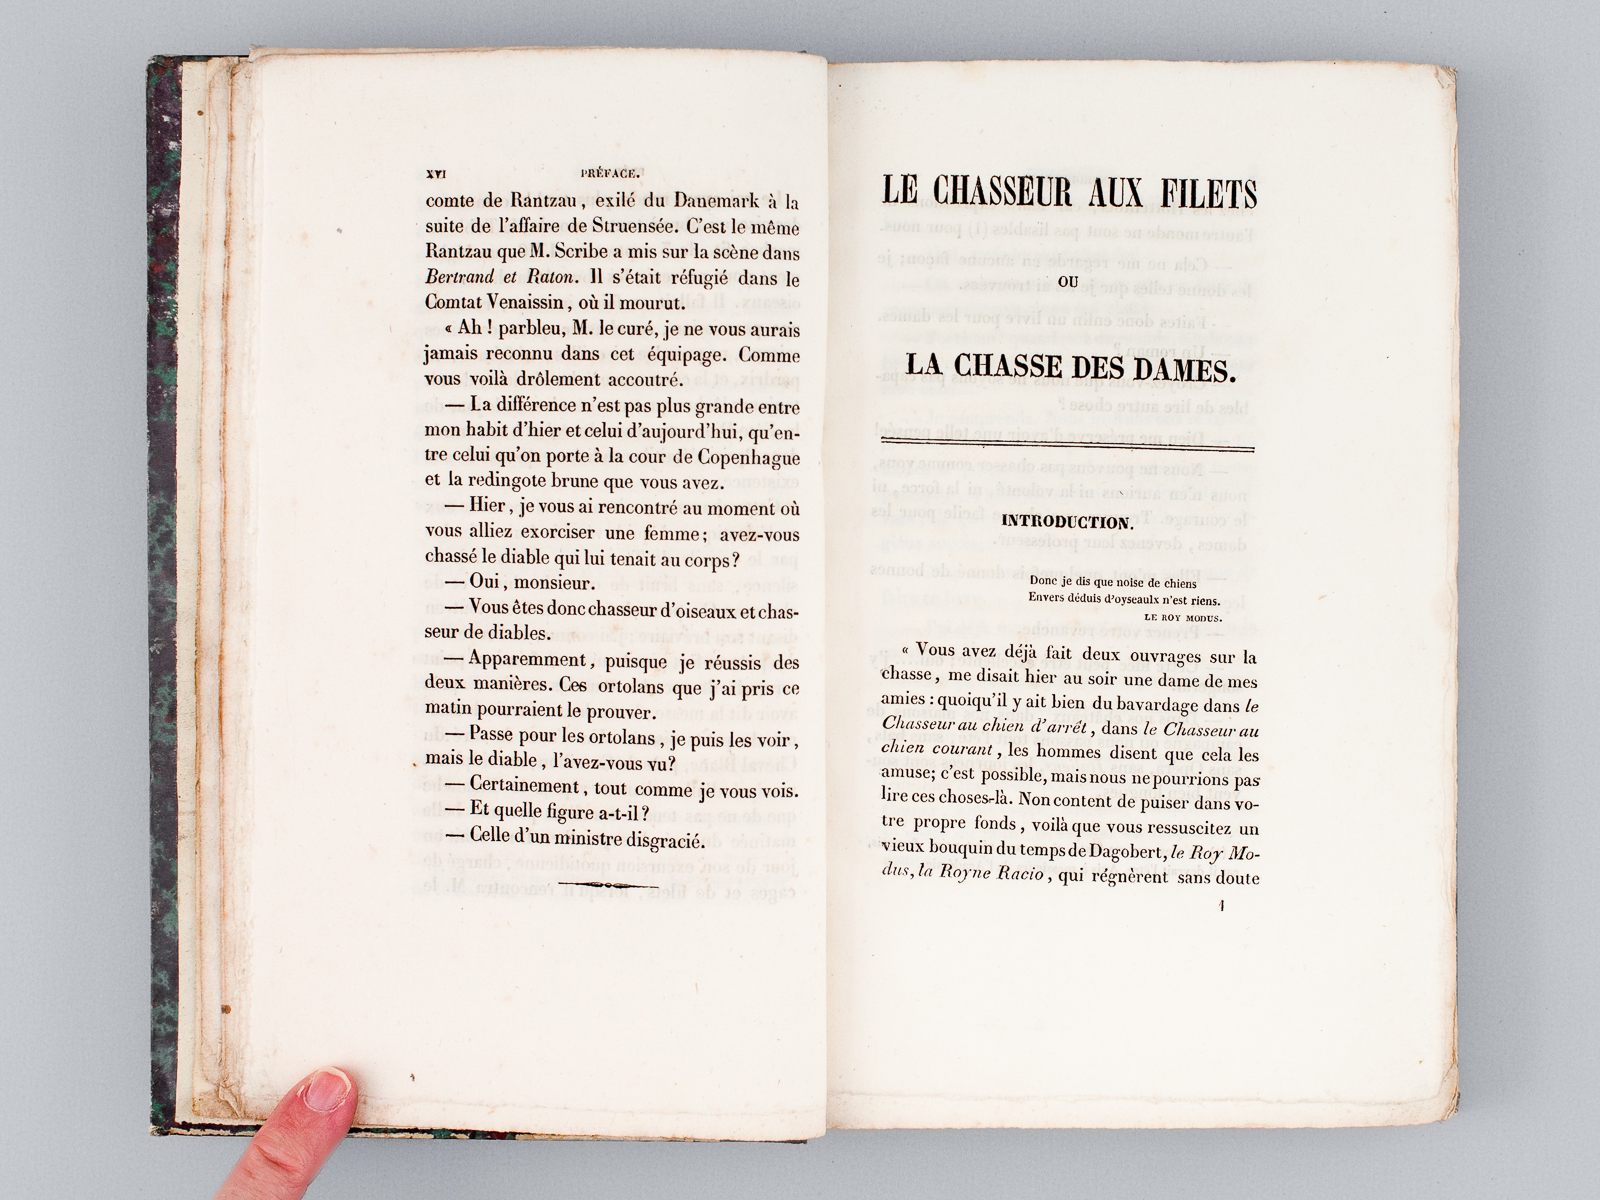 XVI PRÉFACE.
comte de Rantzau, exilé du Danemark à la
suite de l'affaire de Struensée. C'est le même
Rantzau que M. Scribe a mis sur la scène dans
Bertrand et Raton. Il s'était réfugié dans le
Comtat Venaissin, où il mourut.
« Ah ! parbleu, M. le curé, je ne vous aurais
jamais reconnu dans cet équipage. Comme
vous voilà drôlement accoutré.
— La différence n'est pas plus grande entre
mon habit d'hier et celui d'aujourd'hui, qu'en-
tre celui qu'on porte à la cour de Copenhague
et la redingote brune que vous avez.
— Hier, je vous ai rencontré au moment où
vous alliez exorciser une femme; avez-vous
chassé le diable qui lui tenait au corps?
— Oui, monsieur.
— Vous êtes donc chasseur d'oiseaux et chas-
seur de diables.
— Apparemment, puisque je réussis des
deux manières. Ces ortolans que j'ai pris ce
matin pourraient le prouver.
— Passe pour les ortolans, je puis les voir,
mais le diable, l'avez-vous vu?
— Certainement, tout comme je vous vois.
— Et quelle figure a-t-il?
— Celle d'un ministre disgracié.
LE CHASSEUR AUX FILETS
OU
LA CHASSE DES DAMES.
INTRODUCTION.
Donc je dis que noise de chiens
Envers déduis d'oyseaulx n'est riens.
LE ROY MODUS.
« Vous avez déjà fait deux ouvrages sur la
chasse, me disait hier au soir une dame de mes
amies : quoiqu'il y ait bien du bavardage dans le
Chasseur au chien d'arrêt, dans le Chasseur au
chien courant, les hommes disent que cela les
amuse; c'est possible, mais nous ne pourrions pas
lire ces choses-là. Non content de puiser dans vo-
tre propre fonds, voilà que vous ressuscitez un
vieux bouquin du temps de Dagobert, le Roy Mo-
dus, la Royne Racio, qui régnèrent sans doute
1